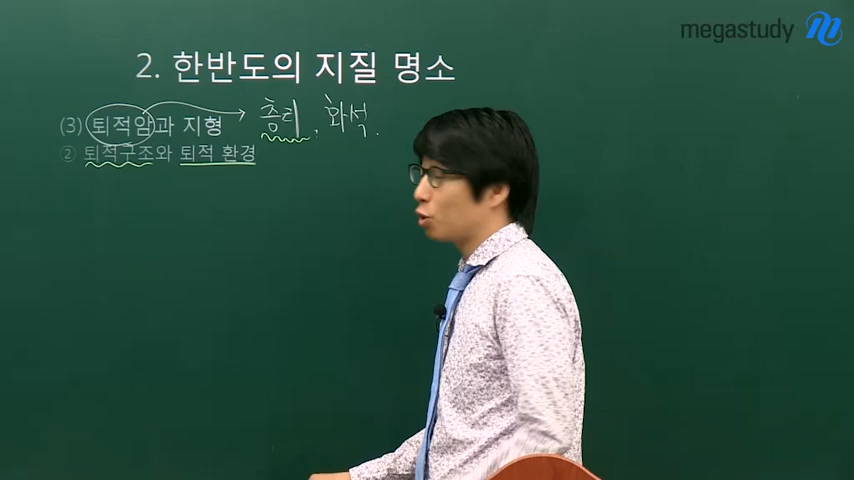 megastudy
2. 한반도의 지질 명소
(3) 퇴적암과 지형 층리, 화석.
② 퇴적구조와 퇴적 환경